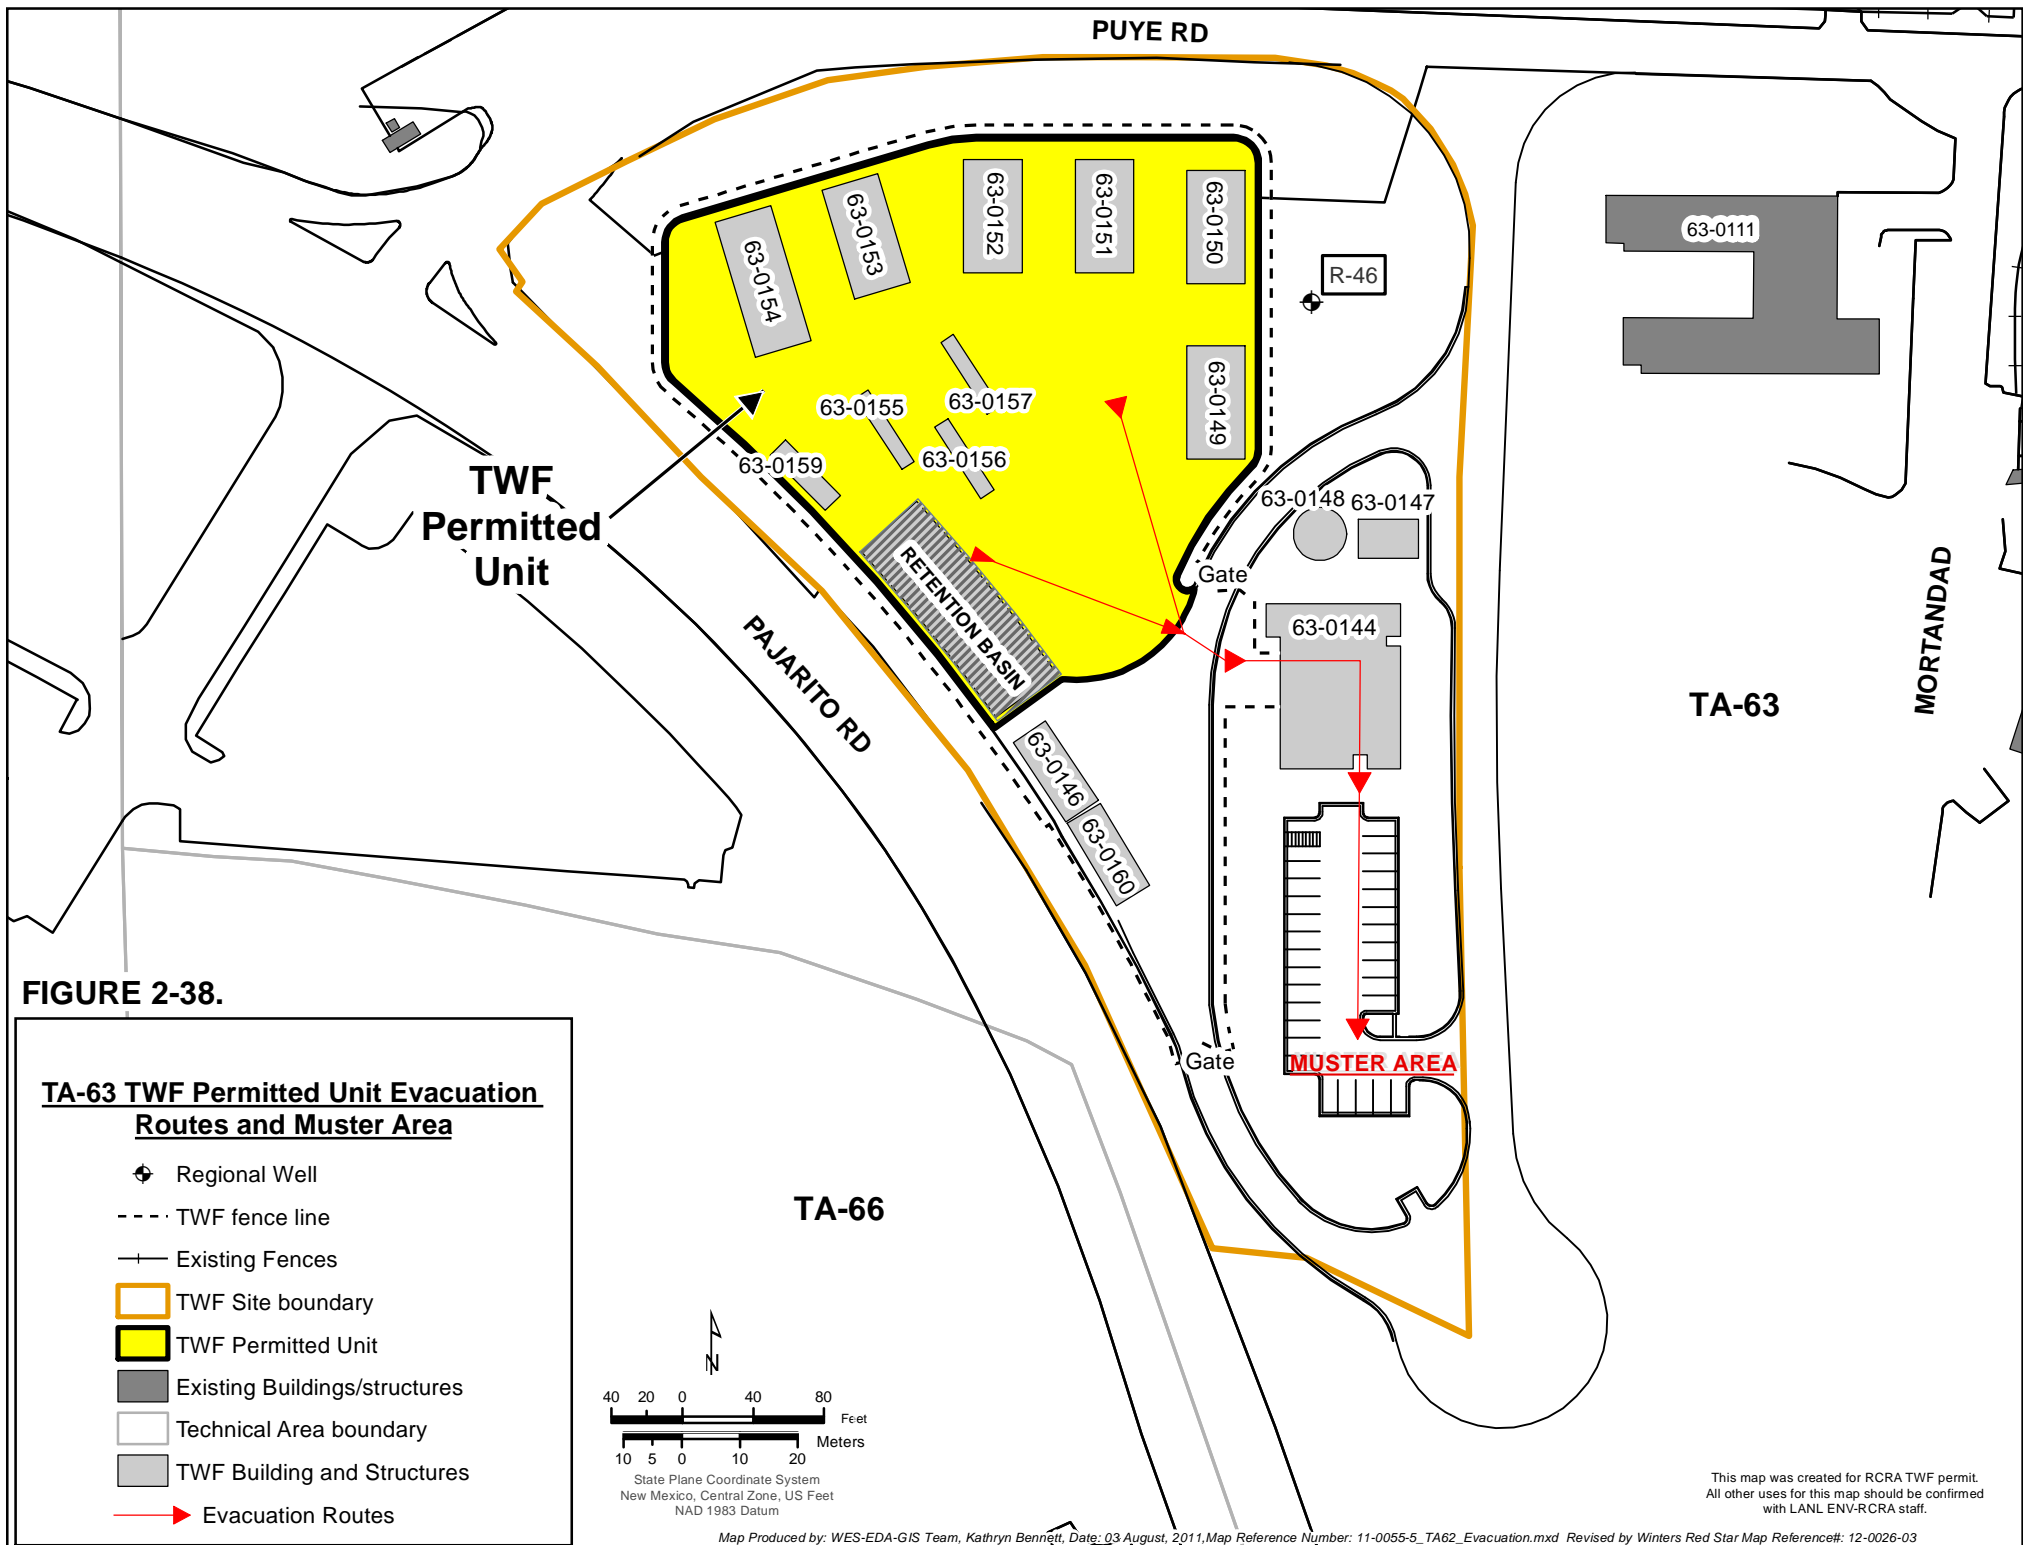 PUYE RD
63-0154
63-0153
63-0152
63-0151
63-0150
63-0111
R-46
63-0149
63-0157
63-0155
63-0156
63-0159
TWF
Permitted
Unit
63-0148
63-0147
RETENTION BASIN
Gate
63-0144
PAJARITO RD
MORTANDAD
TA-63
63-0146
63-0160
Gate
MUSTER AREA
TA-66
FIGURE 2-38.
TA-63 TWF Permitted Unit Evacuation
Routes and Muster Area
Regional Well
TWF fence line
Existing Fences
TWF Site boundary
TWF Permitted Unit
Existing Buildings/structures
Technical Area boundary
TWF Building and Structures
Evacuation Routes
N
40 20 0 40 80
Feet
Meters
10 5 0 10 20
State Plane Coordinate System
New Mexico, Central Zone, US Feet
NAD 1983 Datum
This map was created for RCRA TWF permit.
All other uses for this map should be confirmed
with LANL ENV-RCRA staff.
Map Produced by: WES-EDA-GIS Team, Kathryn Bennett, Date: 03 August, 2011,Map Reference Number: 11-0055-5_TA62_Evacuation.mxd Revised by Winters Red Star Map Reference#: 12-0026-03